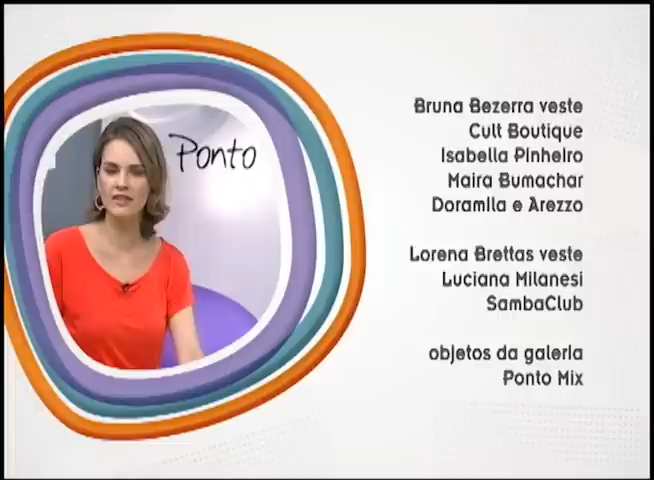 Ponto
Bruna Bezerra veste
Cult Boutique
Isabella Pinheiro
Maira Bumachar
Doramila e Arezzo
Lorena Brettas veste
Luciana Milanesi
SambaClub
objetos da galeria
Ponto Mix